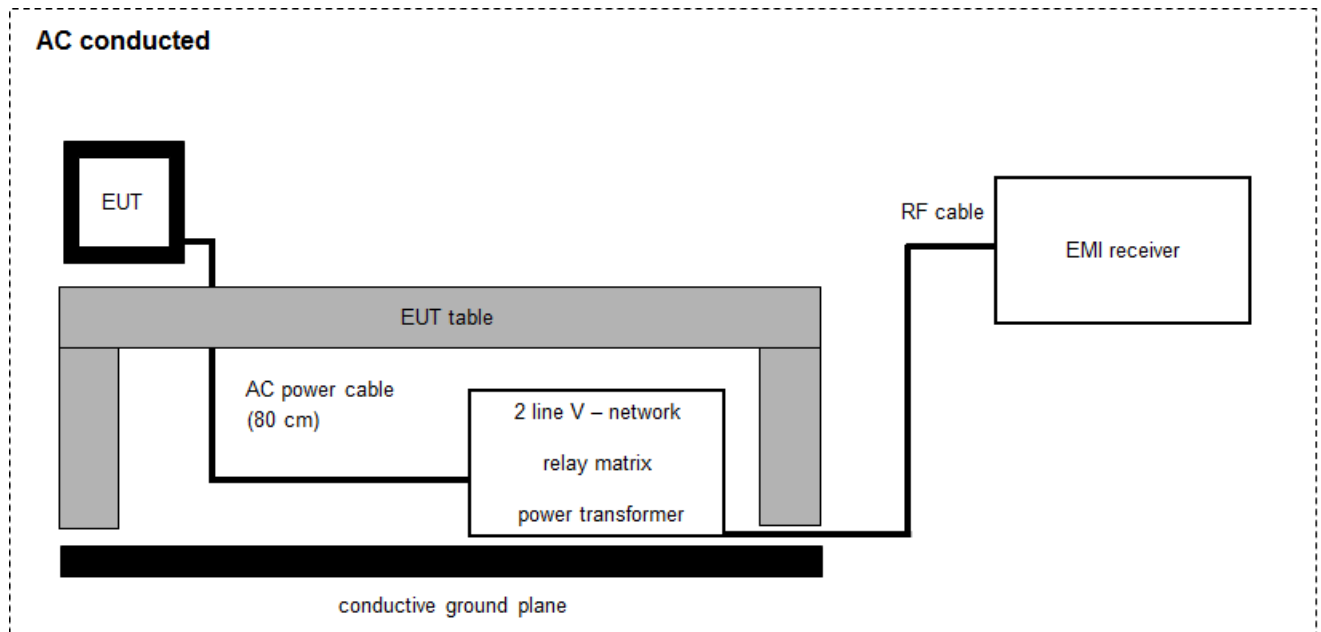 AC conducted
EUT
RF cable
EMI receiver
EUT table
AC power cable
(80 cm)
2 line V – network
relay matrix
power transformer
conductive ground plane